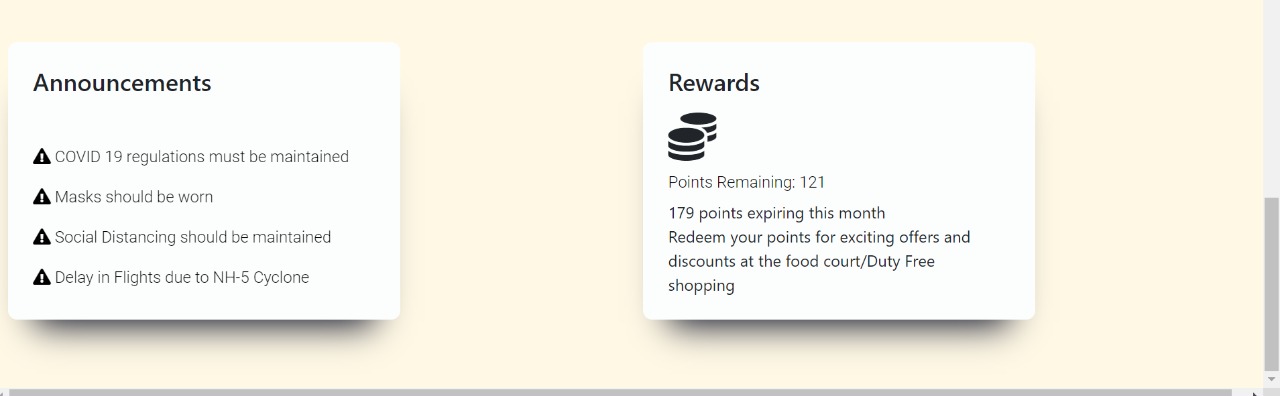 Announcements
COVID 19 regulations must be maintained
Masks should be worn
Social Distancing should be maintained
Delay in Flights due to NH-5 Cyclone
Rewards
Points Remaining: 121
179 points expiring this month
Redeem your points for exciting offers and
discounts at the food court/Duty Free
shopping